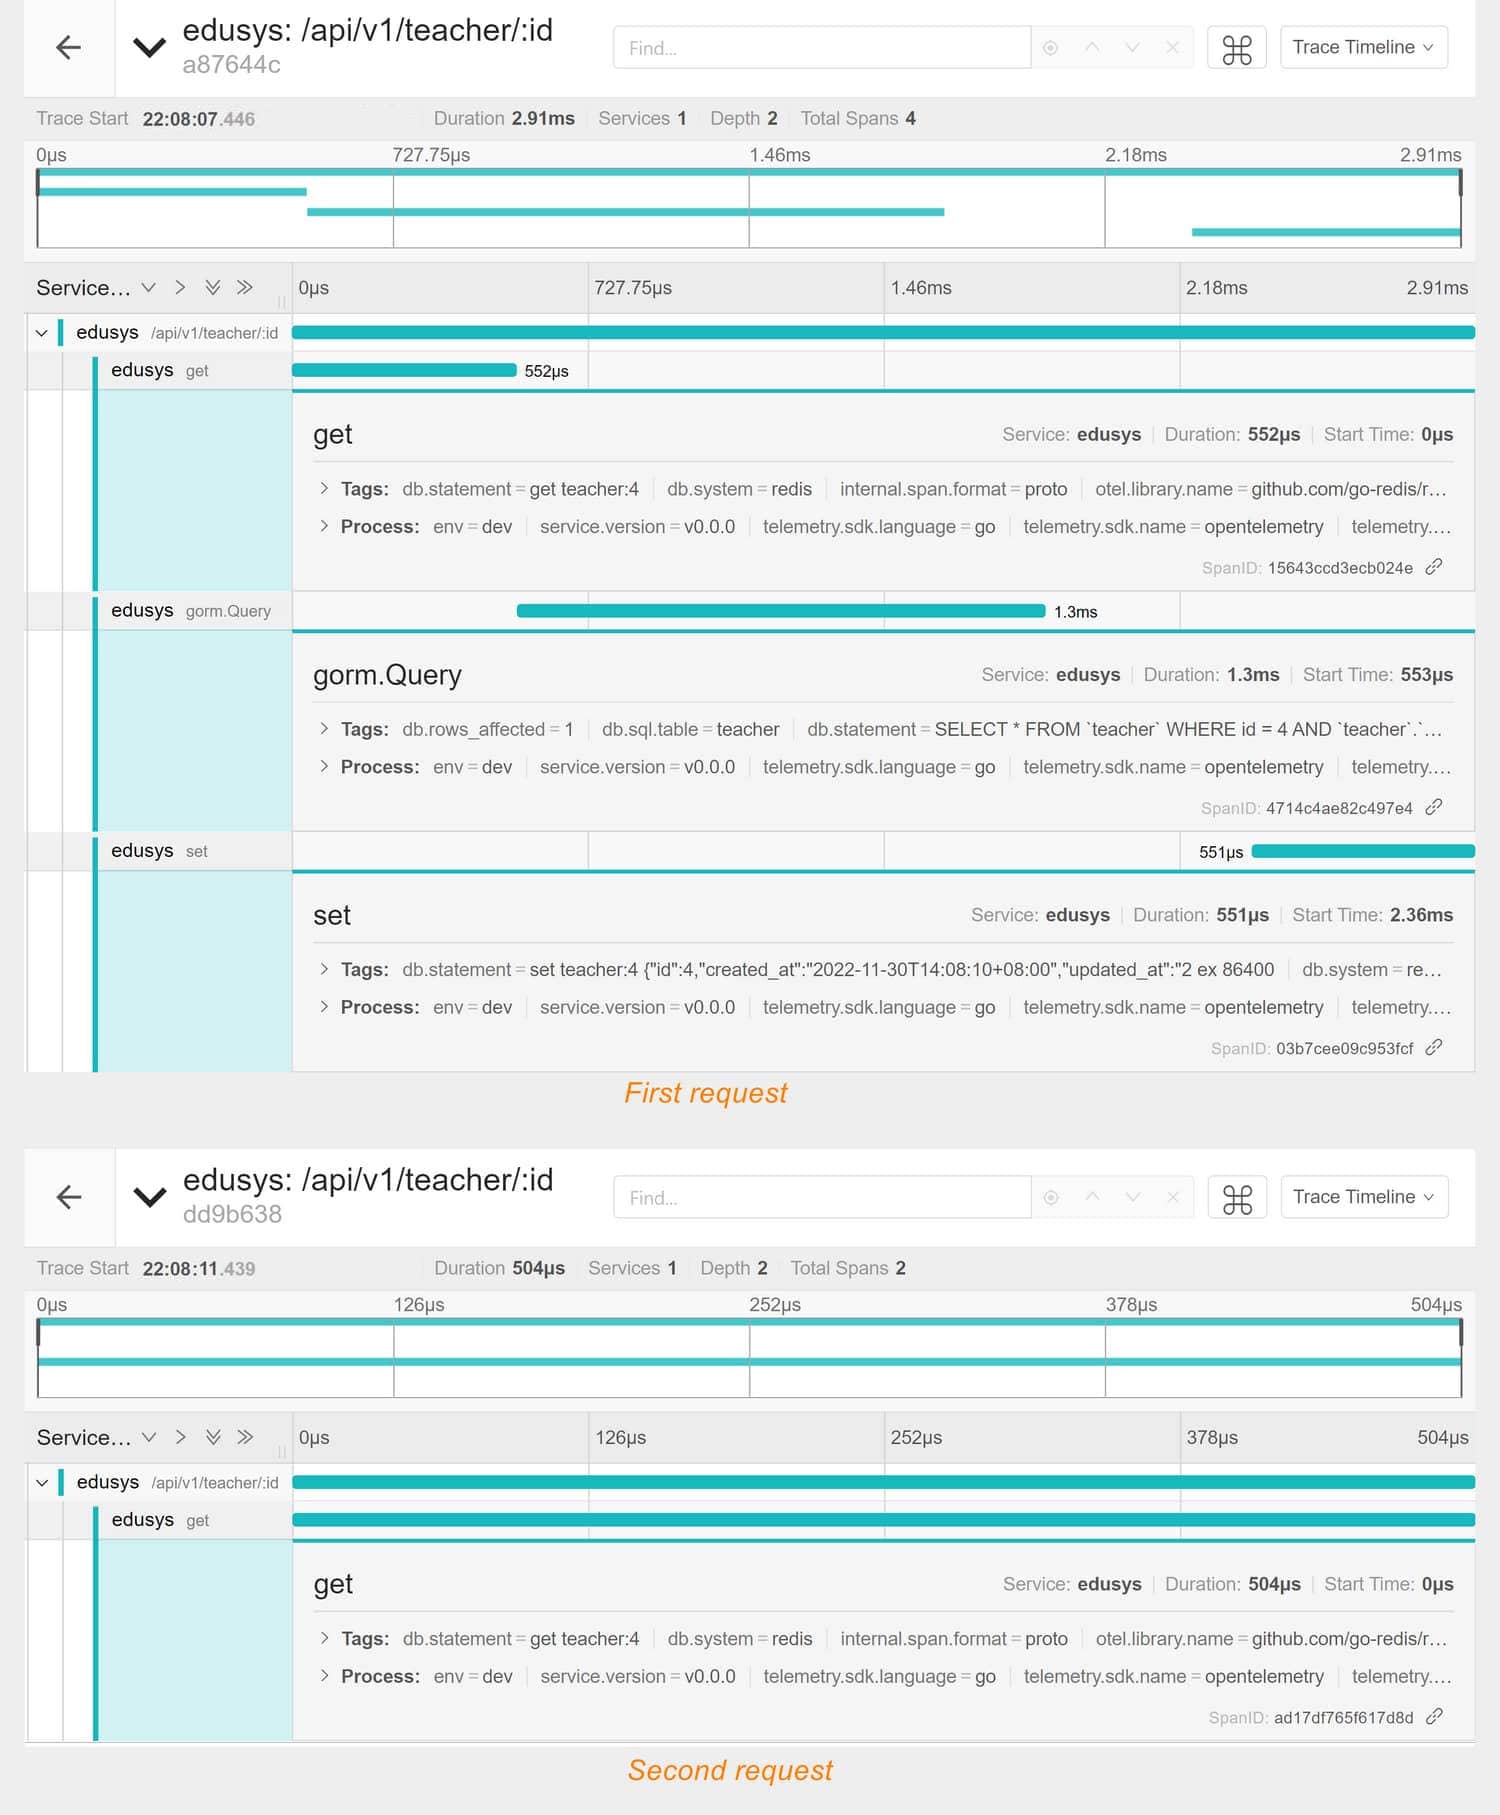 edusys: /api/v1/teacher/:id
a87644c
Find...
Trace Timeline
Trace Start 22:08:07.446 Duration 2.91ms Services 1 Depth 2 Total Spans 4
0μs 727.75μs 1.46ms 2.18ms 2.91ms
Service... 0μs 727.75μs 1.46ms 2.18ms 2.91ms
edusys /api/v1/teacher/:id
edusys get 552μs
get Service: edusys Duration: 552μs Start Time: 0μs
Tags: db.statement = get teacher:4 db.system = redis internal.span.format = proto otel.library.name = github.com/go-redis/r...
Process: env = dev service.version = v0.0.0 telemetry.sdk.language = go telemetry.sdk.name = opentelemetry telemetry....
SpanID: 15643ccd3ecb024e
edusys gorm.Query 1.3ms
gorm.Query Service: edusys Duration: 1.3ms Start Time: 553μs
Tags: db.rows_affected = 1 db.sql.table = teacher db.statement = SELECT * FROM `teacher` WHERE id = 4 AND `teacher`.`...
Process: env = dev service.version = v0.0.0 telemetry.sdk.language = go telemetry.sdk.name = opentelemetry telemetry....
SpanID: 4714c4ae82c497e4
edusys set 551μs
set Service: edusys Duration: 551μs Start Time: 2.36ms
Tags: db.statement = set teacher:4 {"id":4,"created_at":"2022-11-30T14:08:10+08:00","updated_at":"2 ex 86400 db.system = re...
Process: env = dev service.version = v0.0.0 telemetry.sdk.language = go telemetry.sdk.name = opentelemetry telemetry....
SpanID: 03b7cee09c953fcf
First request
edusys: /api/v1/teacher/:id
dd9b638
Find...
Trace Timeline
Trace Start 22:08:11.439 Duration 504μs Services 1 Depth 2 Total Spans 2
0μs 126μs 252μs 378μs 504μs
Service... 0μs 126μs 252μs 378μs 504μs
edusys /api/v1/teacher/:id
edusys get
get Service: edusys Duration: 504μs Start Time: 0μs
Tags: db.statement = get teacher:4 db.system = redis internal.span.format = proto otel.library.name = github.com/go-redis/r...
Process: env = dev service.version = v0.0.0 telemetry.sdk.language = go telemetry.sdk.name = opentelemetry telemetry....
SpanID: ad17df765f617d8d
Second request